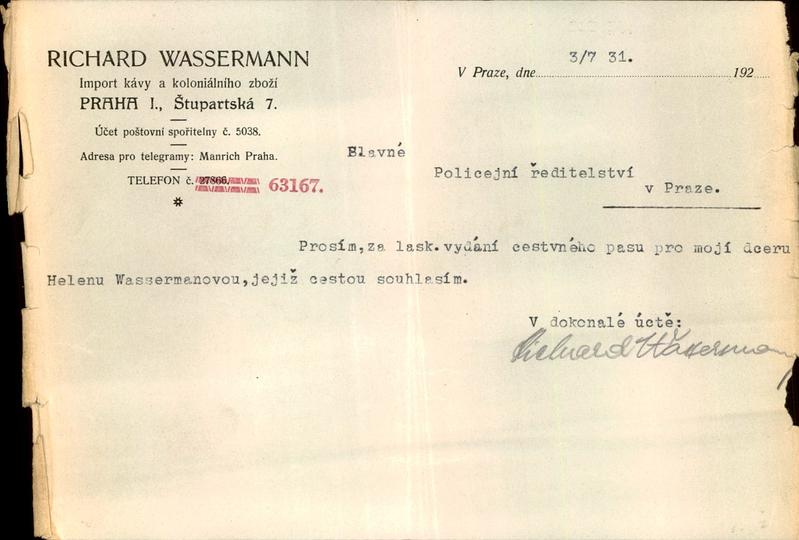 RICHARD WASSERMANN
Import kávy a koloniálního zboží
PRAHA I., Štupartská 7.
Účet poštovní spořitelny č. 5038.
Adresa pro telegramy: Manrich Praha.
TELEFON č. 27866. 63167.
V Praze, dne 3/7 31. 192
Slavné
Policejní ředitelství
v Praze.
Prosím,za lask.vydání cestvného pasu pro mojí dceru
Helenu Wassermanovou,jejiž cestou souhlasím.
V dokonalé úctě:
Richard Wassermann